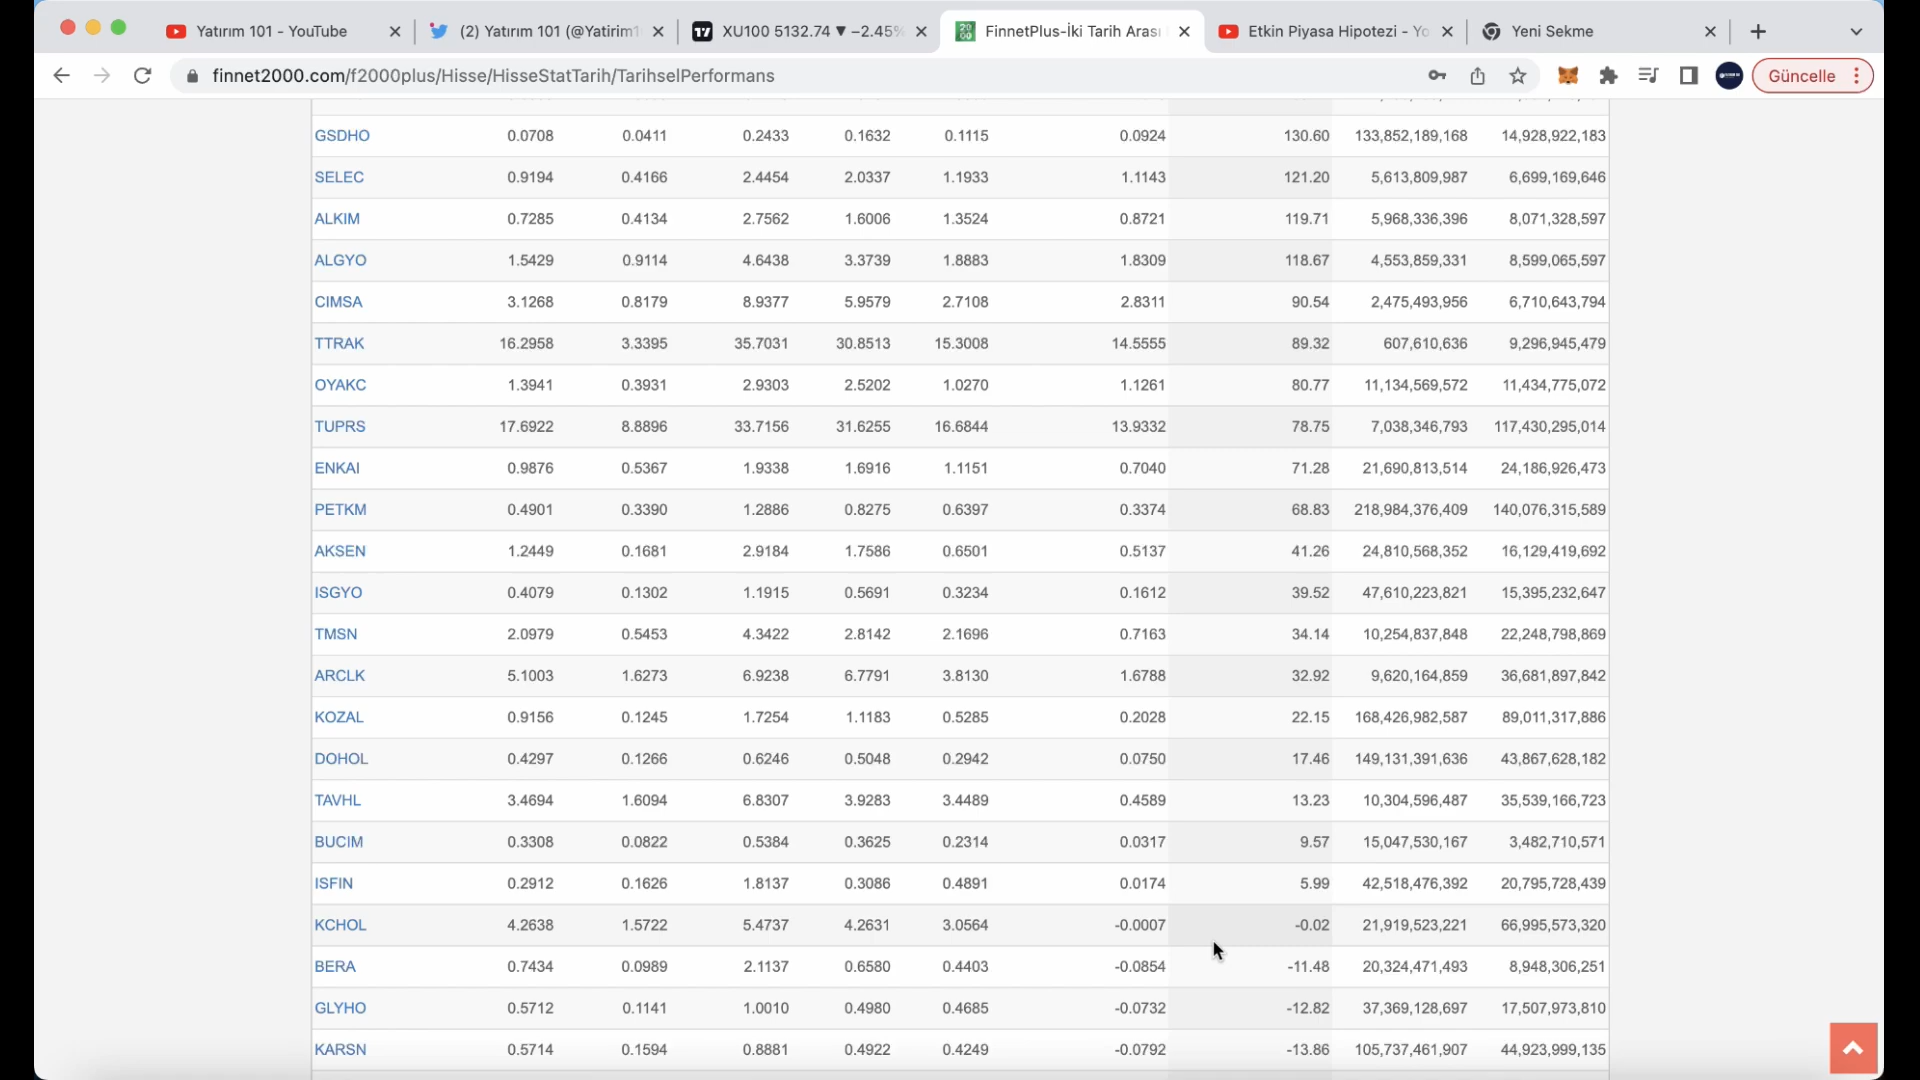 Yatırım 101 - YouTube
(2) Yatırım 101 (@Yatirim1
XU100 5132.74 ▼ −2.45%
FinnetPlus-İki Tarih Arası
Etkin Piyasa Hipotezi - Yo
Yeni Sekme
finnet2000.com/f2000plus/Hisse/HisseStatTarih/TarihselPerformans
Güncelle
GSDHO 0.0708 0.0411 0.2433 0.1632 0.1115 0.0924 130.60 133,852,189,168 14,928,922,183
SELEC 0.9194 0.4166 2.4454 2.0337 1.1933 1.1143 121.20 5,613,809,987 6,699,169,646
ALKIM 0.7285 0.4134 2.7562 1.6006 1.3524 0.8721 119.71 5,968,336,396 8,071,328,597
ALGYO 1.5429 0.9114 4.6438 3.3739 1.8883 1.8309 118.67 4,553,859,331 8,599,065,597
CIMSA 3.1268 0.8179 8.9377 5.9579 2.7108 2.8311 90.54 2,475,493,956 6,710,643,794
TTRAK 16.2958 3.3395 35.7031 30.8513 15.3008 14.5555 89.32 607,610,636 9,296,945,479
OYAKC 1.3941 0.3931 2.9303 2.5202 1.0270 1.1261 80.77 11,134,569,572 11,434,775,072
TUPRS 17.6922 8.8896 33.7156 31.6255 16.6844 13.9332 78.75 7,038,346,793 117,430,295,014
ENKAI 0.9876 0.5367 1.9338 1.6916 1.1151 0.7040 71.28 21,690,813,514 24,186,926,473
PETKM 0.4901 0.3390 1.2886 0.8275 0.6397 0.3374 68.83 218,984,376,409 140,076,315,589
AKSEN 1.2449 0.1681 2.9184 1.7586 0.6501 0.5137 41.26 24,810,568,352 16,129,419,692
ISGYO 0.4079 0.1302 1.1915 0.5691 0.3234 0.1612 39.52 47,610,223,821 15,395,232,647
TMSN 2.0979 0.5453 4.3422 2.8142 2.1696 0.7163 34.14 10,254,837,848 22,248,798,869
ARCLK 5.1003 1.6273 6.9238 6.7791 3.8130 1.6788 32.92 9,620,164,859 36,681,897,842
KOZAL 0.9156 0.1245 1.7254 1.1183 0.5285 0.2028 22.15 168,426,982,587 89,011,317,886
DOHOL 0.4297 0.1266 0.6246 0.5048 0.2942 0.0750 17.46 149,131,391,636 43,867,628,182
TAVHL 3.4694 1.6094 6.8307 3.9283 3.4489 0.4589 13.23 10,304,596,487 35,539,166,723
BUCIM 0.3308 0.0822 0.5384 0.3625 0.2314 0.0317 9.57 15,047,530,167 3,482,710,571
ISFIN 0.2912 0.1626 1.8137 0.3086 0.4891 0.0174 5.99 42,518,476,392 20,795,728,439
KCHOL 4.2638 1.5722 5.4737 4.2631 3.0564 -0.0007 -0.02 21,919,523,221 66,995,573,320
BERA 0.7434 0.0989 2.1137 0.6580 0.4403 -0.0854 -11.48 20,324,471,493 8,948,306,251
GLYHO 0.5712 0.1141 1.0010 0.4980 0.4685 -0.0732 -12.82 37,369,128,697 17,507,973,810
KARSN 0.5714 0.1594 0.8881 0.4922 0.4249 -0.0792 -13.86 105,737,461,907 44,923,999,135